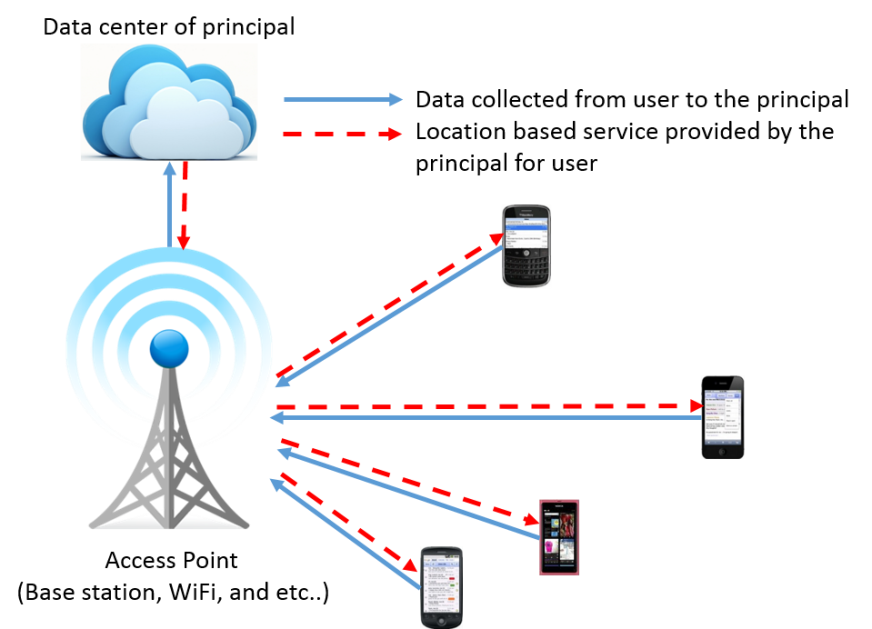 Data center of principal
Data collected from user to the principal
Location based service provided by the
principal for user
Access Point
(Base station, WiFi, and etc..)